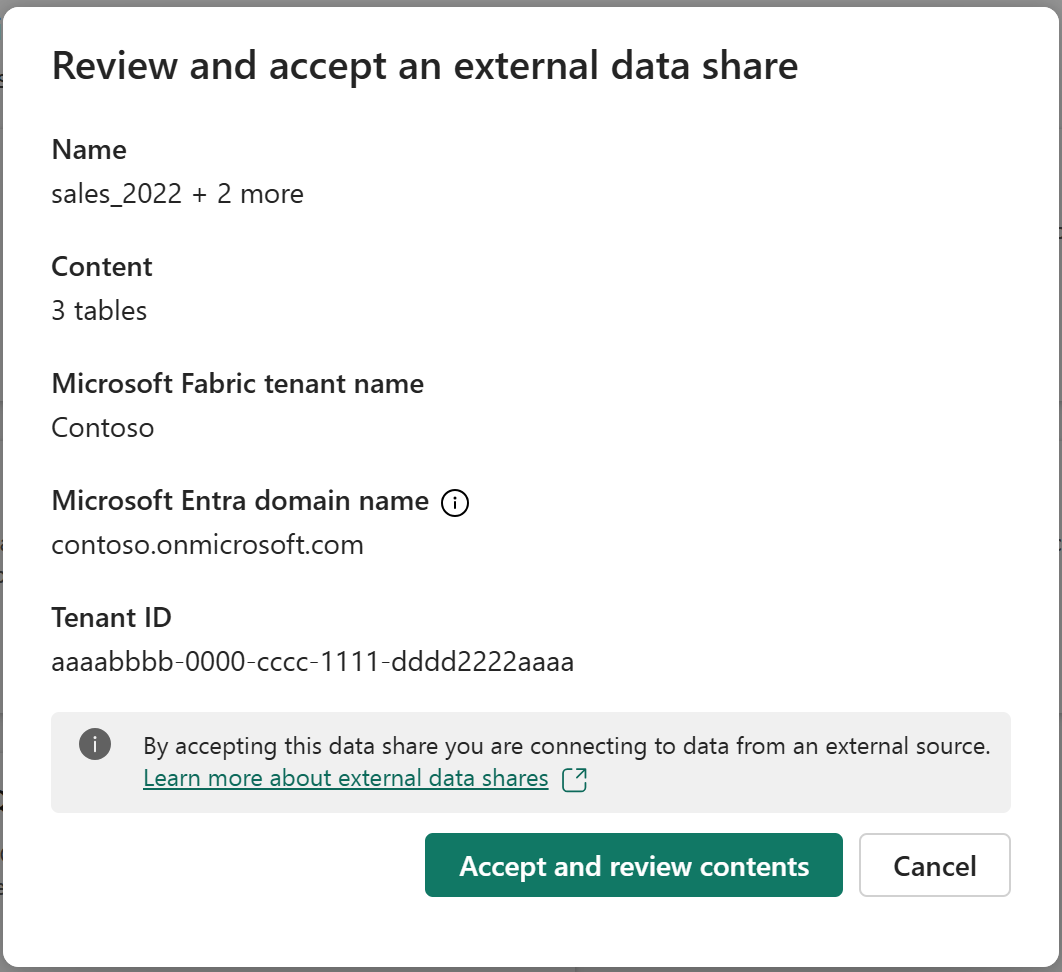 Review and accept an external data share
Name
sales_2022 + 2 more
Content
3 tables
Microsoft Fabric tenant name
Contoso
Microsoft Entra domain name
contoso.onmicrosoft.com
Tenant ID
aaaabbbb-0000-cccc-1111-dddd2222aaaa
By accepting this data share you are connecting to data from an external source.
Learn more about external data shares
Accept and review contents Cancel